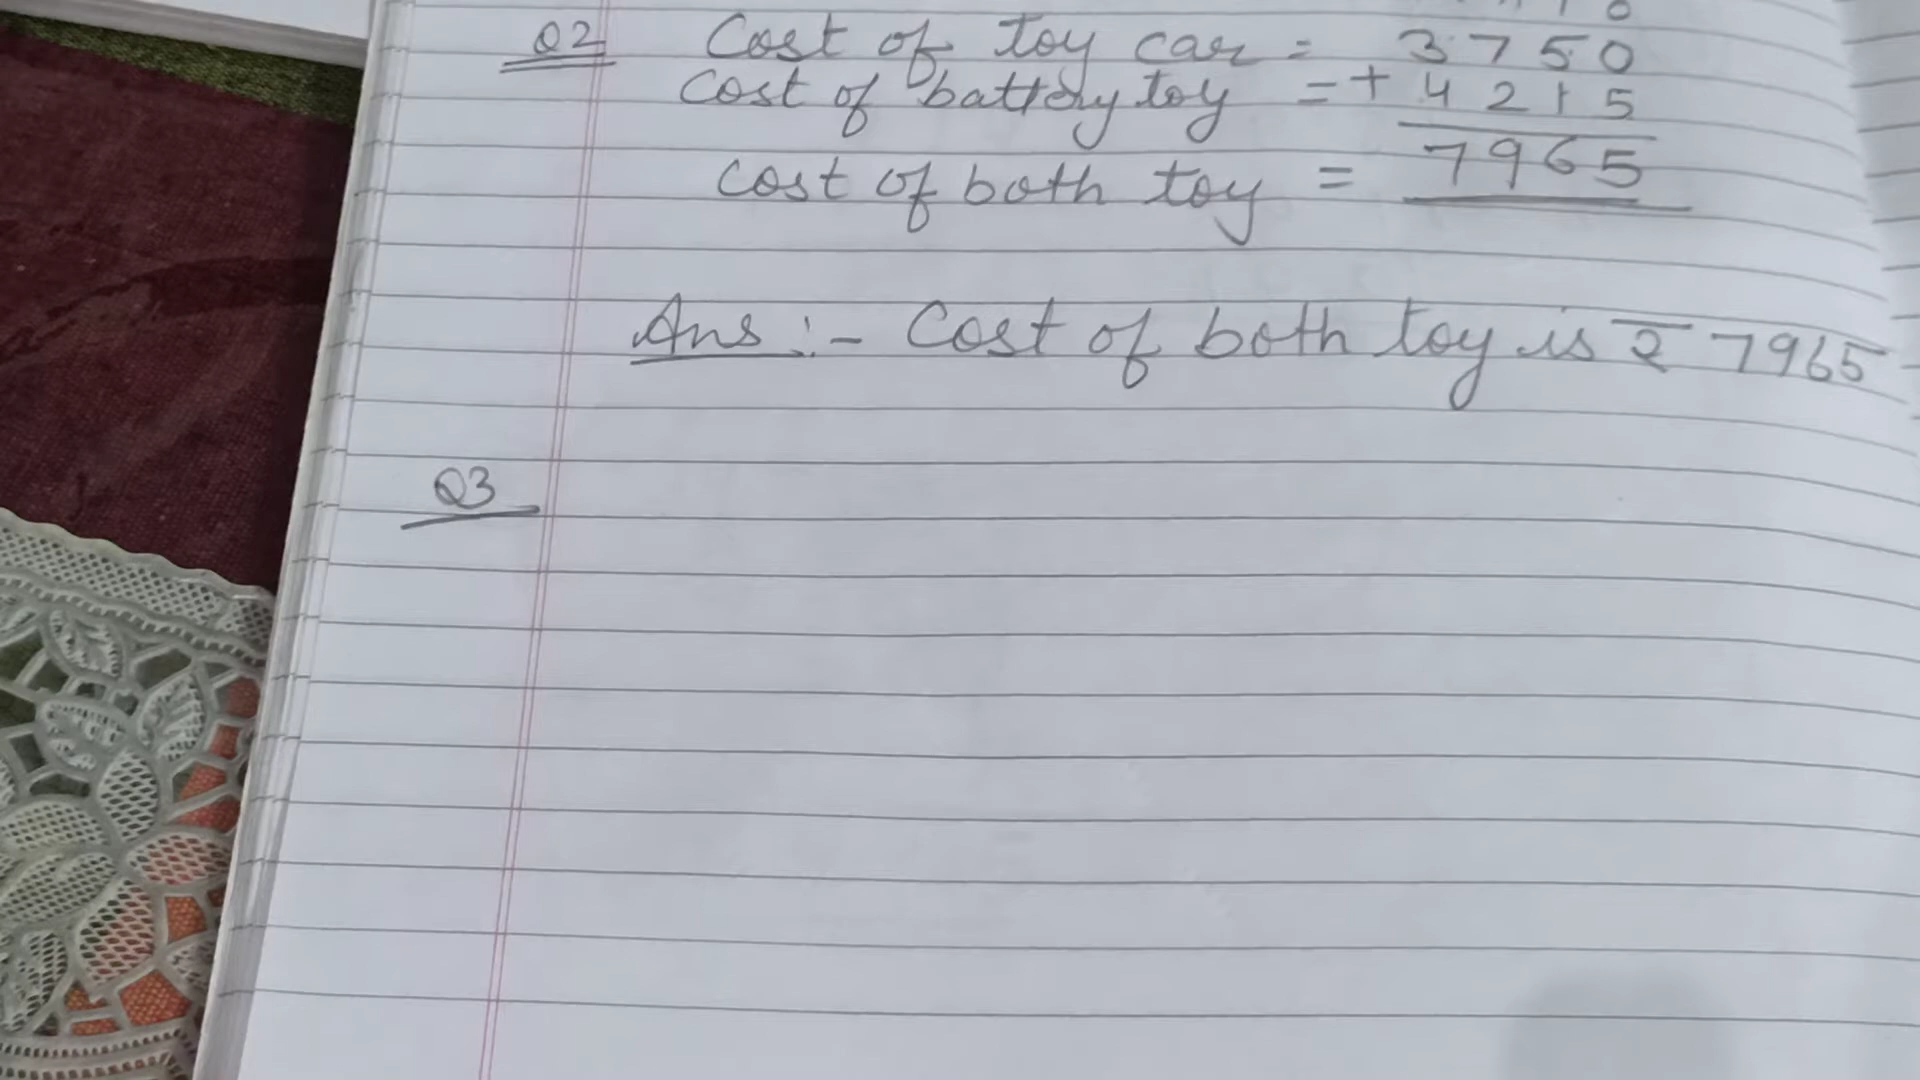 Q2 Cost of toy car = 3750
Cost of battery toy = + 4215
Cost of both toy = 7965
Ans :- Cost of both toy is ₹ 7965
Q3